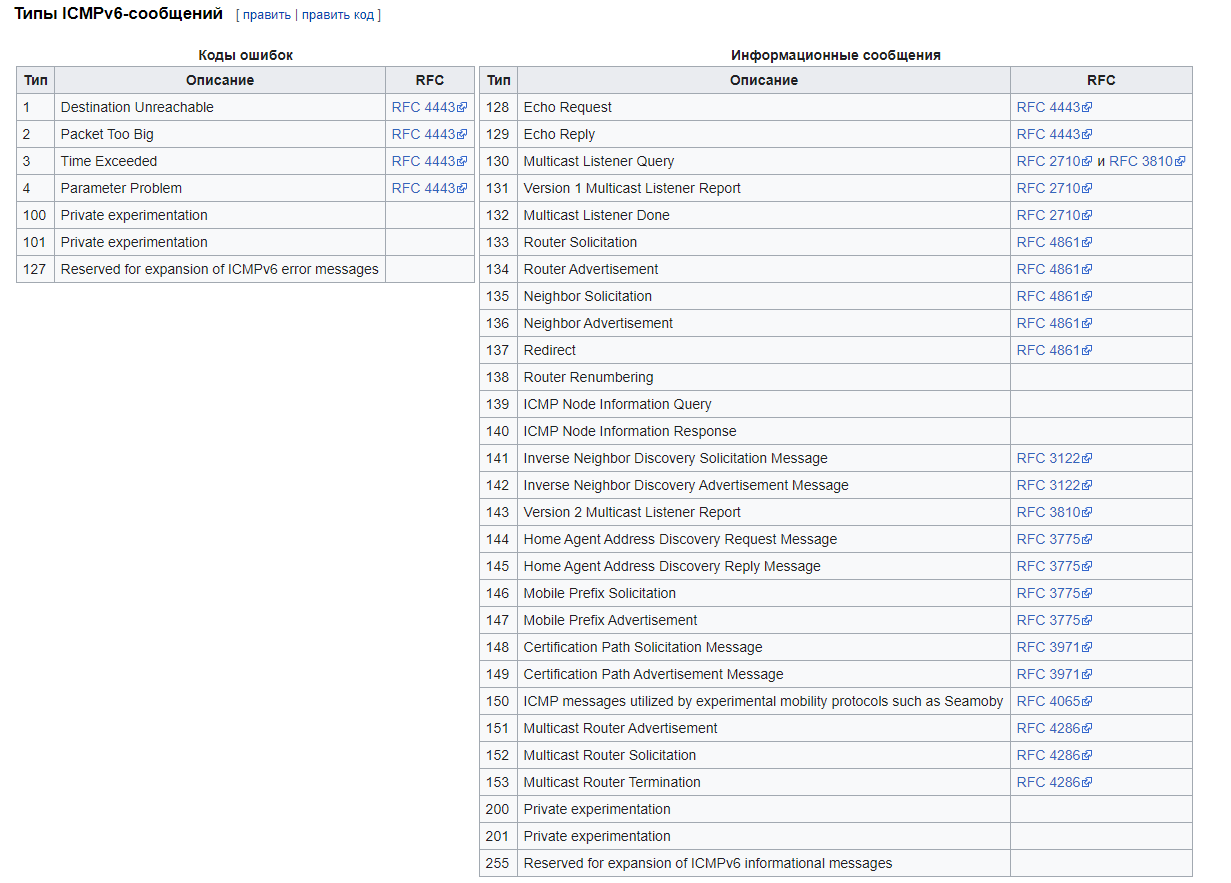 Типы ICMPv6-сообщений [ править | править код ]
Коды ошибок
Тип Описание RFC
1 Destination Unreachable RFC 4443
2 Packet Too Big RFC 4443
3 Time Exceeded RFC 4443
4 Parameter Problem RFC 4443
100 Private experimentation
101 Private experimentation
127 Reserved for expansion of ICMPv6 error messages
Информационные сообщения
Тип Описание RFC
128 Echo Request RFC 4443
129 Echo Reply RFC 4443
130 Multicast Listener Query RFC 2710 и RFC 3810
131 Version 1 Multicast Listener Report RFC 2710
132 Multicast Listener Done RFC 2710
133 Router Solicitation RFC 4861
134 Router Advertisement RFC 4861
135 Neighbor Solicitation RFC 4861
136 Neighbor Advertisement RFC 4861
137 Redirect RFC 4861
138 Router Renumbering
139 ICMP Node Information Query
140 ICMP Node Information Response
141 Inverse Neighbor Discovery Solicitation Message RFC 3122
142 Inverse Neighbor Discovery Advertisement Message RFC 3122
143 Version 2 Multicast Listener Report RFC 3810
144 Home Agent Address Discovery Request Message RFC 3775
145 Home Agent Address Discovery Reply Message RFC 3775
146 Mobile Prefix Solicitation RFC 3775
147 Mobile Prefix Advertisement RFC 3775
148 Certification Path Solicitation Message RFC 3971
149 Certification Path Advertisement Message RFC 3971
150 ICMP messages utilized by experimental mobility protocols such as Seamoby RFC 4065
151 Multicast Router Advertisement RFC 4286
152 Multicast Router Solicitation RFC 4286
153 Multicast Router Termination RFC 4286
200 Private experimentation
201 Private experimentation
255 Reserved for expansion of ICMPv6 informational messages